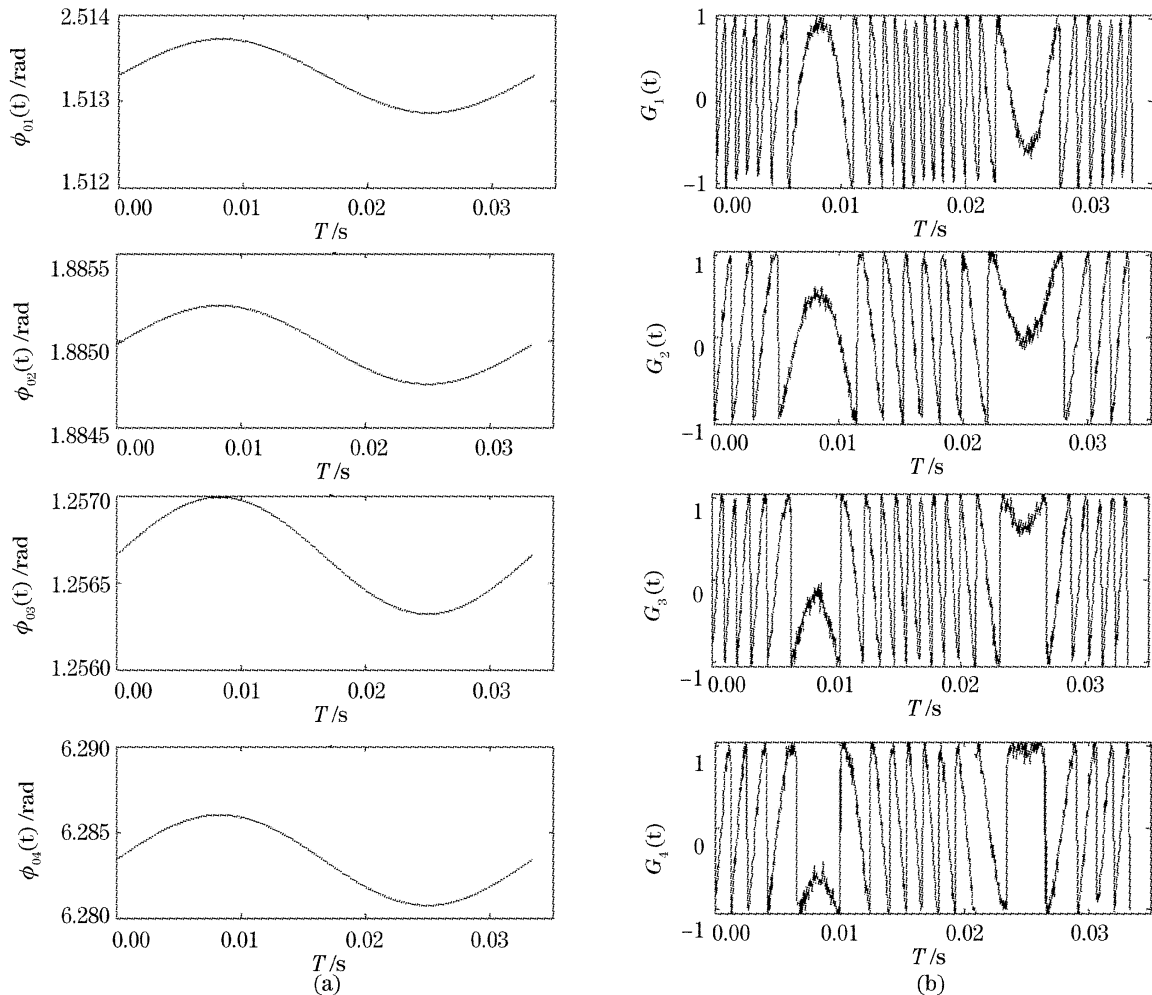 2.514
1.513
1.512
ϕ₀₁(t) /rad
0.00 0.01 0.02 0.03
T/s
1
0
−1
G₁(t)
0.00 0.01 0.02 0.03
T/s
1.8855
1.8850
1.8845
ϕ₀₂(t) /rad
0.00 0.01 0.02 0.03
T/s
1
0
−1
G₂(t)
0.00 0.01 0.02 0.03
T/s
1.2570
1.2565
1.2560
ϕ₀₃(t) /rad
0.00 0.01 0.02 0.03
T/s
1
0
−1
G₃(t)
0.00 0.01 0.02 0.03
T/s
6.290
6.285
6.280
ϕ₀₄(t) /rad
0.00 0.01 0.02 0.03
T/s
(a)
1
0
−1
G₄(t)
0.00 0.01 0.02 0.03
T/s
(b)